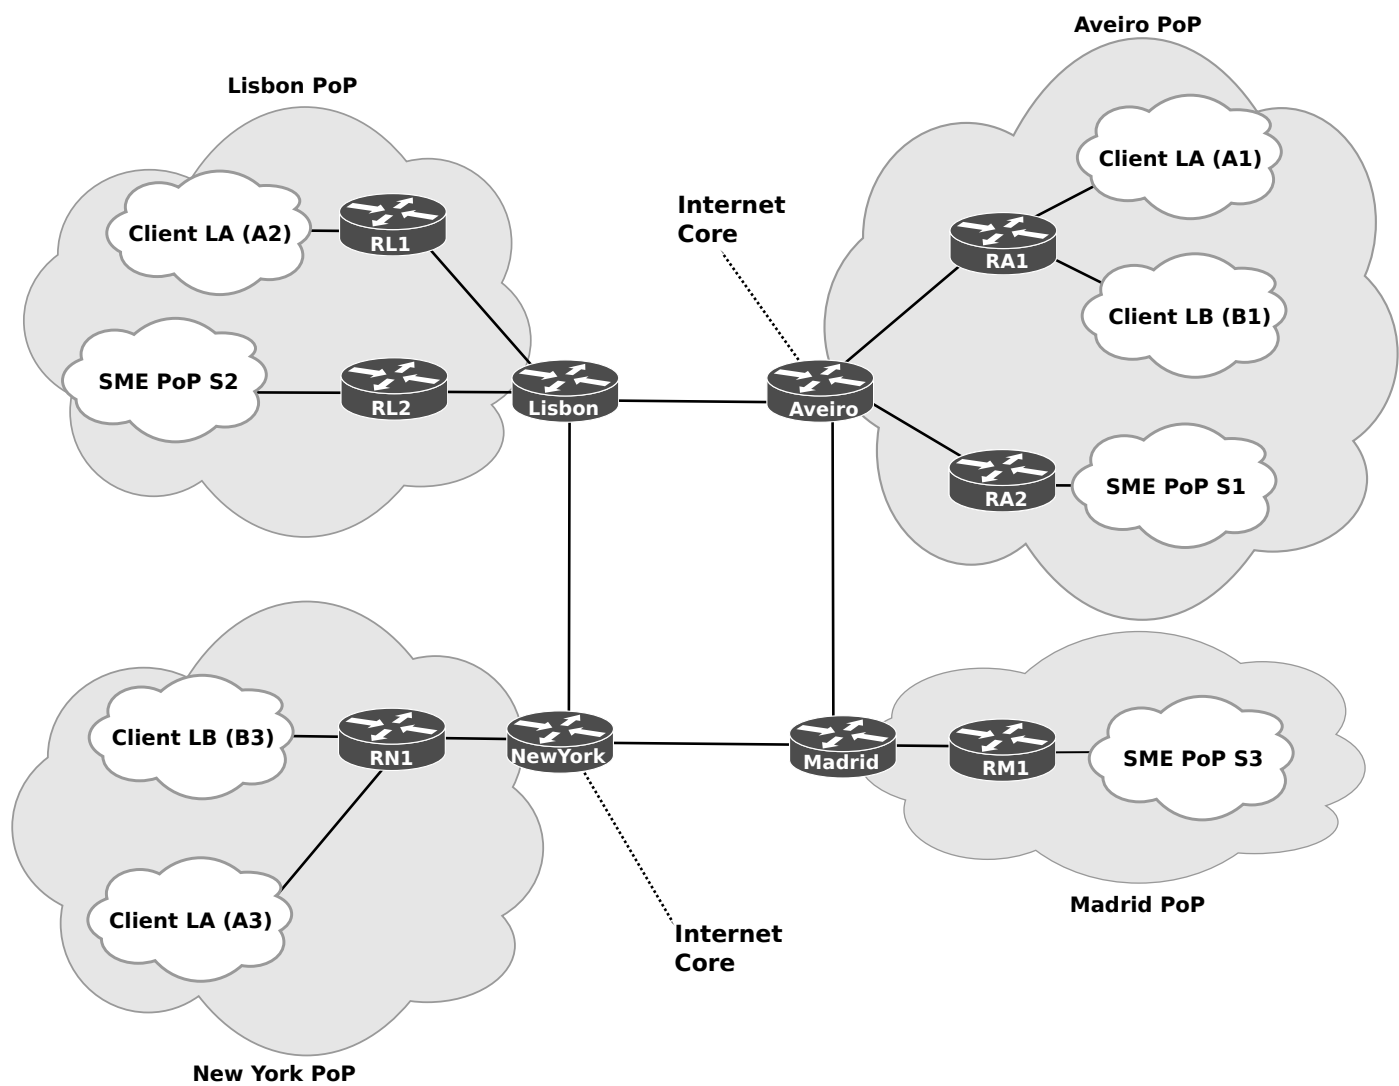 Aveiro PoP
Lisbon PoP
Client LA (A1)
Internet
Core
Client LA (A2)
RL1
RA1
Client LB (B1)
SME PoP S2
RL2
Lisbon
Aveiro
RA2
SME PoP S1
Client LB (B3)
RN1
NewYork
Madrid
RM1
SME PoP S3
Client LA (A3)
Madrid PoP
Internet
Core
New York PoP